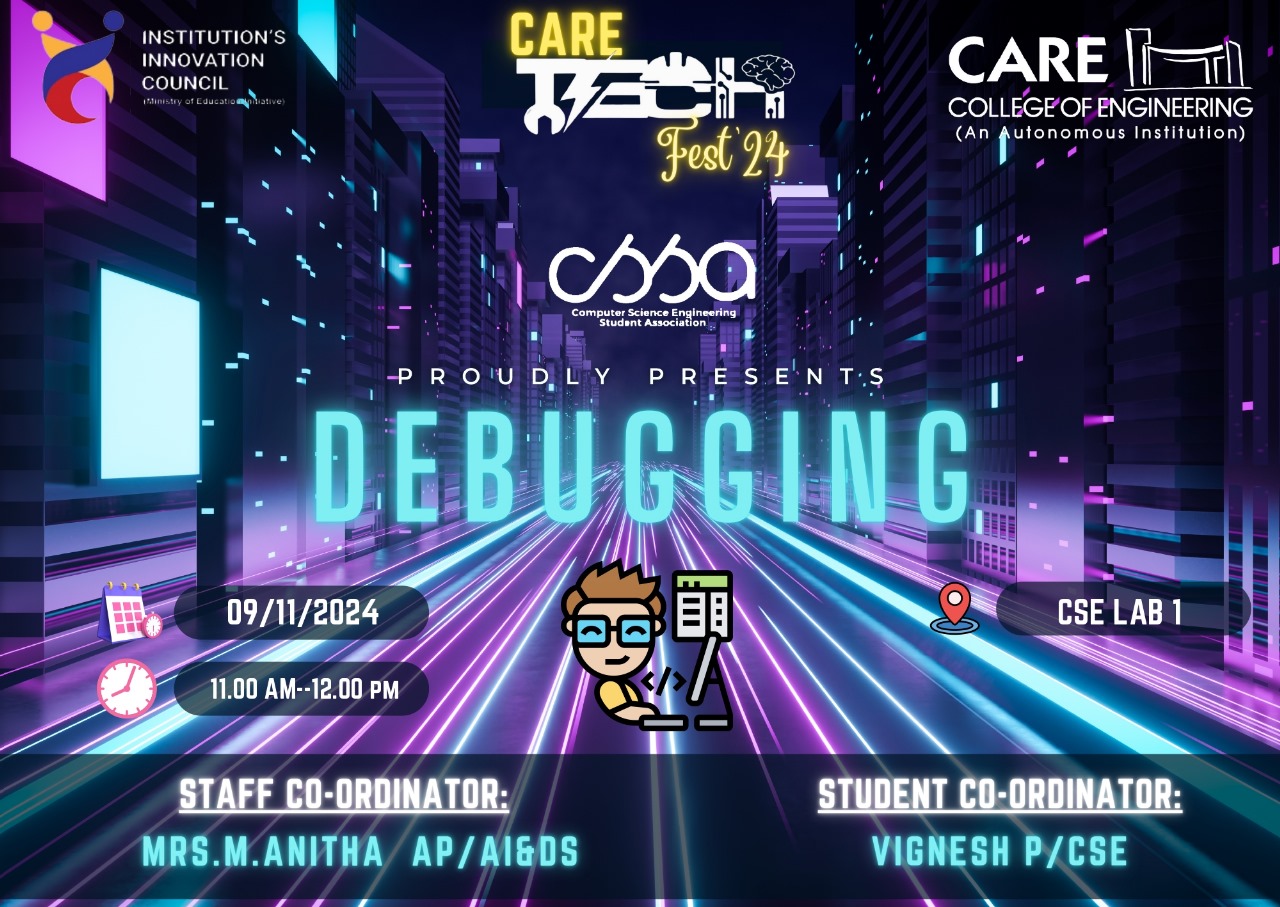 INSTITUTION'S
INNOVATION
COUNCIL
(Ministry of Education Initiative)
CARE
TECH
Fest'24
CARE
COLLEGE OF ENGINEERING
(An Autonomous Institution)
cssa
Computer Science Engineering
Student Association
PROUDLY PRESENTS
DEBUGGING
09/11/2024
CSE LAB 1
11.00 AM--12.00 PM
</>
STAFF CO-ORDINATOR:
MRS.M.ANITHA AP/AI&DS
STUDENT CO-ORDINATOR:
VIGNESH P/CSE